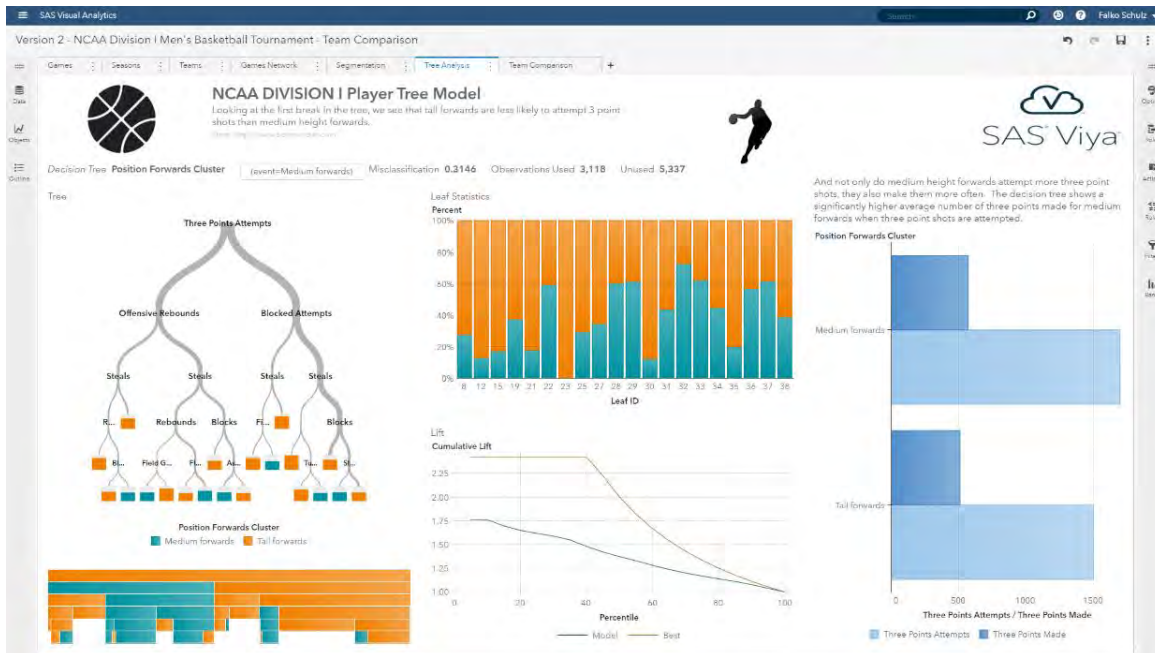 SAS Visual Analytics
Search
Falko Schulz
Version 2 - NCAA Division I Men's Basketball Tournament - Team Comparison
Games
Seasons
Teams
Games Network
Segmentation
Tree Analysis
Team Comparison
+
Data
Objects
Outline
NCAA DIVISION I Player Tree Model
Looking at the first break in the tree, we see that tall forwards are less likely to attempt 3 point
shots than medium height forwards.
SAS Viya
Decision Tree Position Forwards Cluster (event=Medium forwards) Misclassification 0.3146 Observations Used 3,118 Unused 5,337
Tree
Three Points Attempts
Offensive Rebounds
Blocked Attempts
Steals
Steals
Steals
Steals
R...
Rebounds
Blocks
Fi...
Blocks
Bl...
Field G...
Fi...
As...
Tu...
St...
Position Forwards Cluster
Medium forwards
Tall forwards
Leaf Statistics
Percent
100%
80%
60%
40%
20%
0%
8 12 15 19 21 22 23 25 27 28 29 30 31 32 33 34 35 36 37 38
Leaf ID
Lift
Cumulative Lift
2.25
2.00
1.75
1.50
1.25
1.00
0 20 40 60 80 100
Percentile
Model
Best
And not only do medium height forwards attempt more three point
shots, they also make them more often. The decision tree shows a
significantly higher average number of three points made for medium
forwards when three point shots are attempted.
Position Forwards Cluster
Medium forwards
Tall forwards
0 500 1000 1500
Three Points Attempts / Three Points Made
Three Points Attempts
Three Points Made